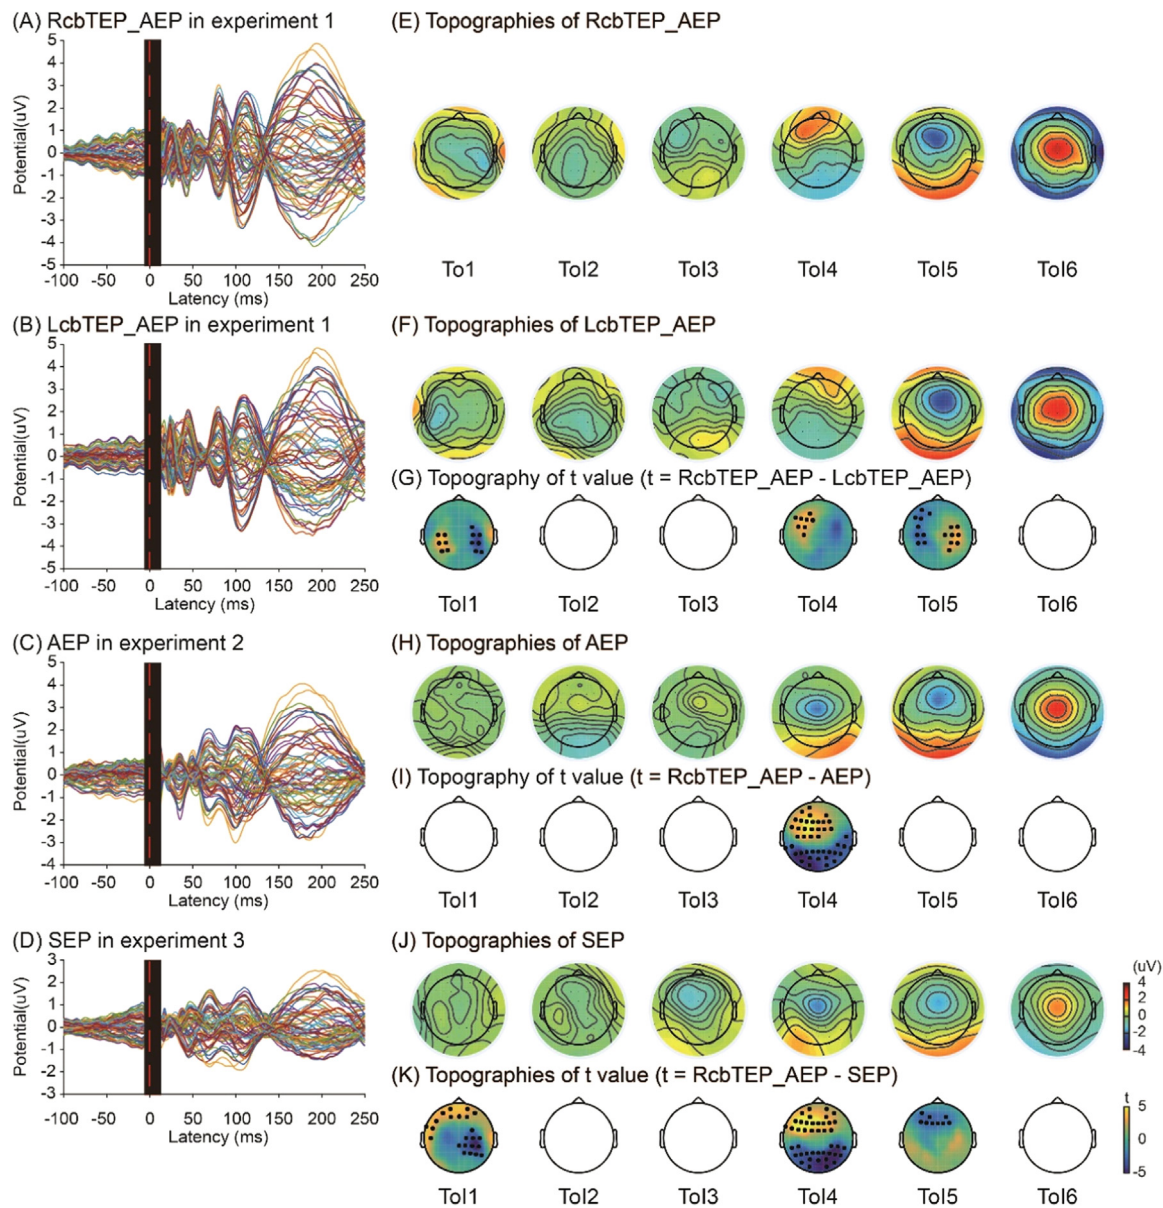 (A) RcbTEP_AEP in experiment 1
5
4
3
2
1
0
-1
-2
-3
-4
-5
Potential(uV)
-100 -50 0 50 100 150 200 250
Latency (ms)
(E) Topographies of RcbTEP_AEP
To1 ToI2 ToI3 ToI4 ToI5 ToI6
(B) LcbTEP_AEP in experiment 1
5
4
3
2
1
0
-1
-2
-3
-4
-5
Potential(uV)
-100 -50 0 50 100 150 200 250
Latency (ms)
(F) Topographies of LcbTEP_AEP
(G) Topography of t value (t = RcbTEP_AEP - LcbTEP_AEP)
ToI1 ToI2 ToI3 ToI4 ToI5 ToI6
(C) AEP in experiment 2
5
4
3
2
1
0
-1
-2
-3
-4
Potential(uV)
-100 -50 0 50 100 150 200 250
Latency (ms)
(H) Topographies of AEP
(I) Topography of t value (t = RcbTEP_AEP - AEP)
ToI1 ToI2 ToI3 ToI4 ToI5 ToI6
(D) SEP in experiment 3
3
2
1
0
-1
-2
-3
Potential(uV)
-100 -50 0 50 100 150 200 250
Latency (ms)
(J) Topographies of SEP
(uV)
4
2
0
-2
-4
(K) Topographies of t value (t = RcbTEP_AEP - SEP)
t
5
0
-5
ToI1 ToI2 ToI3 ToI4 ToI5 ToI6